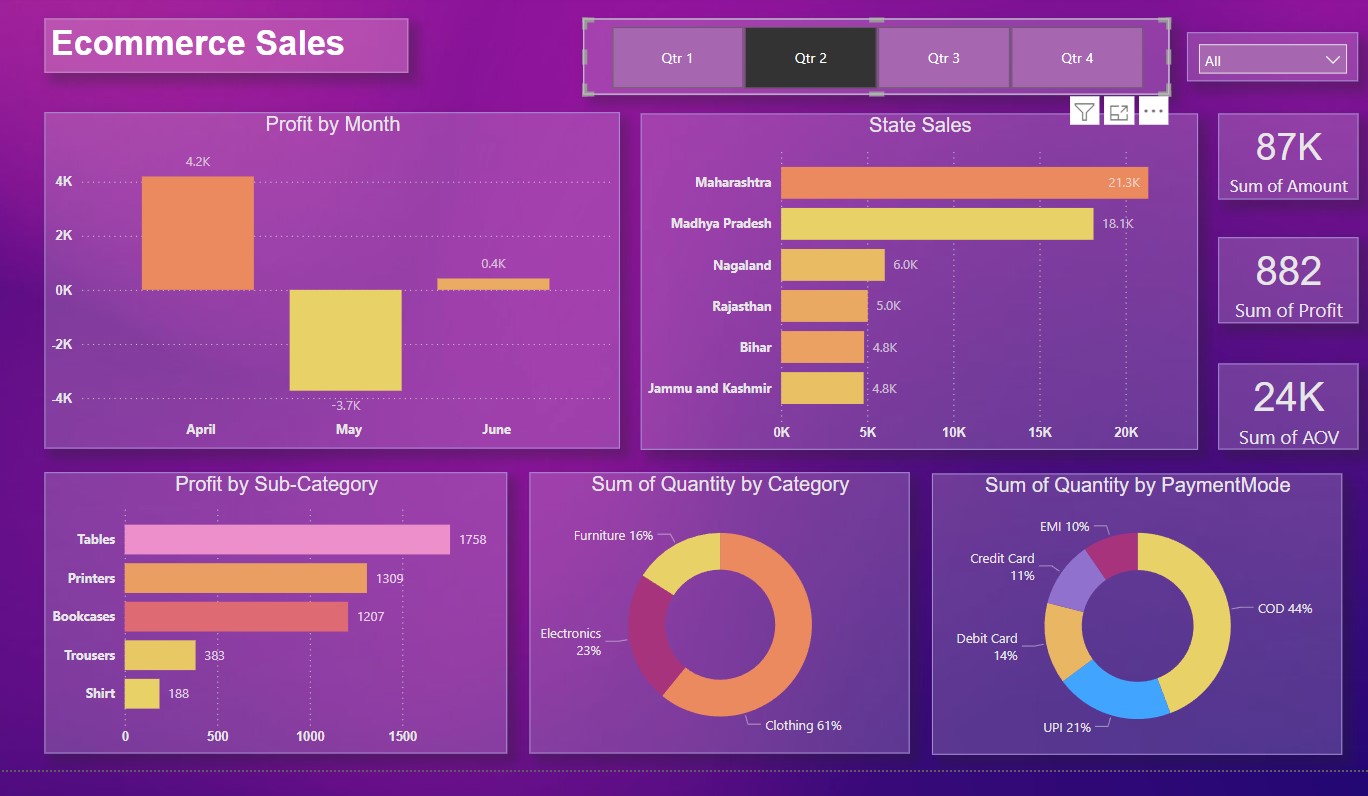 Ecommerce Sales
Qtr 1
Qtr 2
Qtr 3
Qtr 4
All
Profit by Month
4K
2K
0K
-2K
-4K
4.2K
-3.7K
0.4K
April
May
June
State Sales
Maharashtra
21.3K
Madhya Pradesh
18.1K
Nagaland
6.0K
Rajasthan
5.0K
Bihar
4.8K
Jammu and Kashmir
4.8K
0K
5K
10K
15K
20K
87K
Sum of Amount
882
Sum of Profit
24K
Sum of AOV
Profit by Sub-Category
Tables
1758
Printers
1309
Bookcases
1207
Trousers
383
Shirt
188
0
500
1000
1500
Sum of Quantity by Category
Furniture 16%
Electronics
23%
Clothing 61%
Sum of Quantity by PaymentMode
EMI 10%
Credit Card
11%
Debit Card
14%
UPI 21%
COD 44%